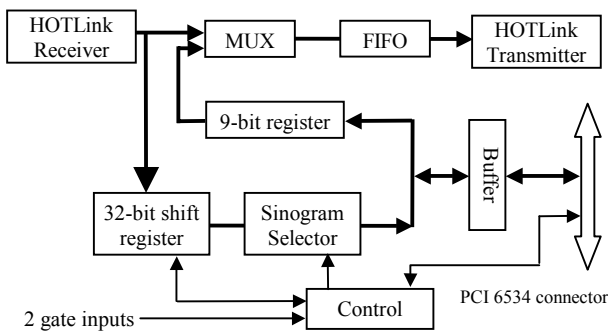 HOTLink
Receiver
MUX
FIFO
HOTLink
Transmitter
9-bit register
Buffer
32-bit shift
register
Sinogram
Selector
Control
PCI 6534 connector
2 gate inputs